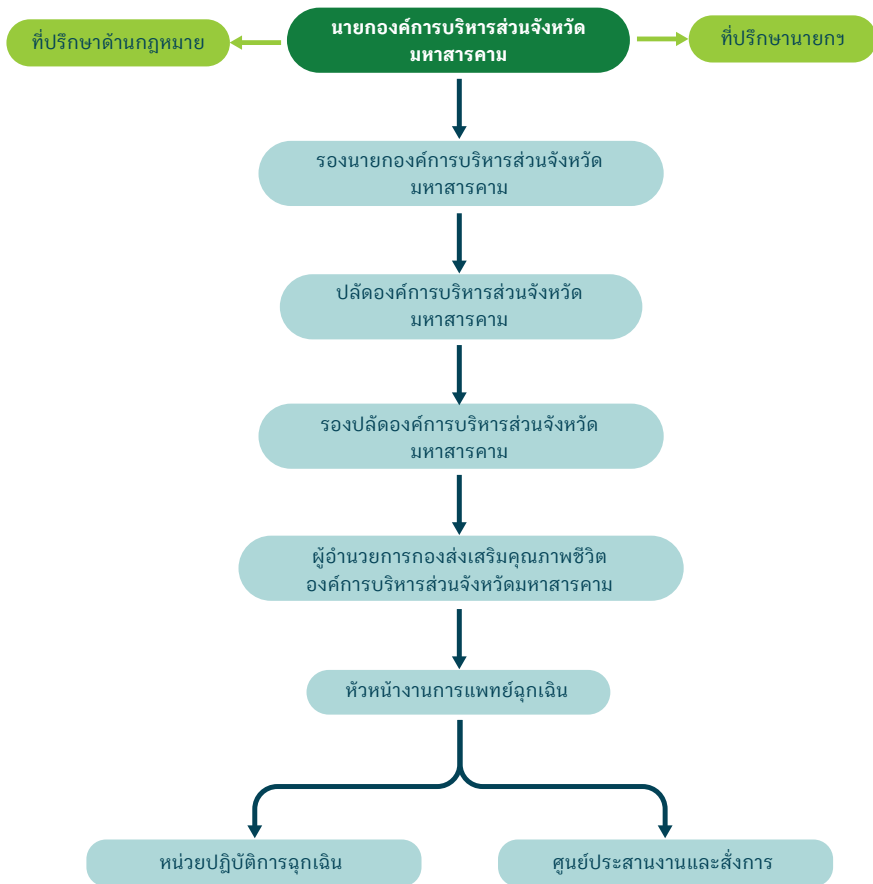 นายกองค์การบริหารส่วนจังหวัด
มหาสารคาม
ที่ปรึกษาด้านกฎหมาย
ที่ปรึกษานายกฯ
รองนายกองค์การบริหารส่วนจังหวัด
มหาสารคาม
ปลัดองค์การบริหารส่วนจังหวัด
มหาสารคาม
รองปลัดองค์การบริหารส่วนจังหวัด
มหาสารคาม
ผู้อำนวยการกองส่งเสริมคุณภาพชีวิต
องค์การบริหารส่วนจังหวัดมหาสารคาม
หัวหน้างานการแพทย์ฉุกเฉิน
หน่วยปฏิบัติการฉุกเฉิน
ศูนย์ประสานงานและสั่งการ